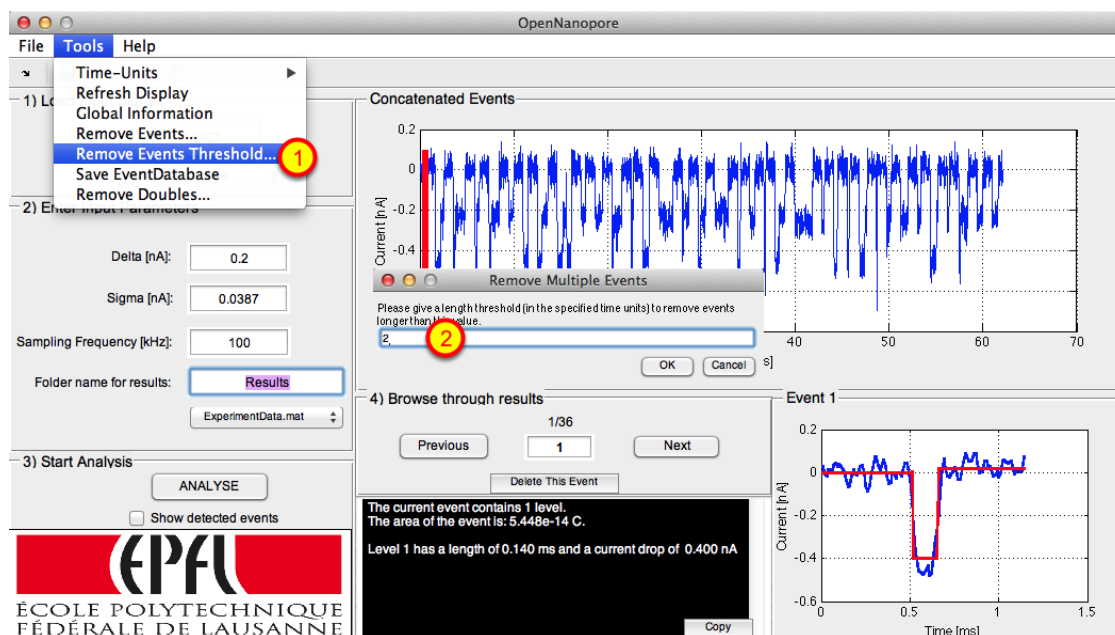 OpenNanopore
File Tools Help
Time-Units
Refresh Display
Global Information
Remove Events...
Remove Events Threshold...
1
Save EventDatabase
Remove Doubles...
2) Enter Input Parameters
Delta [nA]:
0.2
Sigma [nA]:
0.0387
Sampling Frequency [kHz]:
100
Folder name for results:
Results
ExperimentData.mat
3) Start Analysis
ANALYSE
Show detected events
EPFL
ÉCOLE POLYTECHNIQUE
FÉDÉRALE DE LAUSANNE
Concatenated Events
Current [nA]
0.2
0
-0.2
-0.4
40
50
60
70
s]
Remove Multiple Events
Please give a length threshold (in the specified time units) to remove events
longer than this value.
2
2
OK
Cancel
4) Browse through results
1/36
Previous
1
Next
Delete This Event
The current event contains 1 level.
The area of the event is: 5.448e-14 C.
Level 1 has a length of 0.140 ms and a current drop of 0.400 nA
Copy
Event 1
Current [nA]
0.2
0
-0.2
-0.4
-0.6
0
0.5
1
1.5
Time [ms]